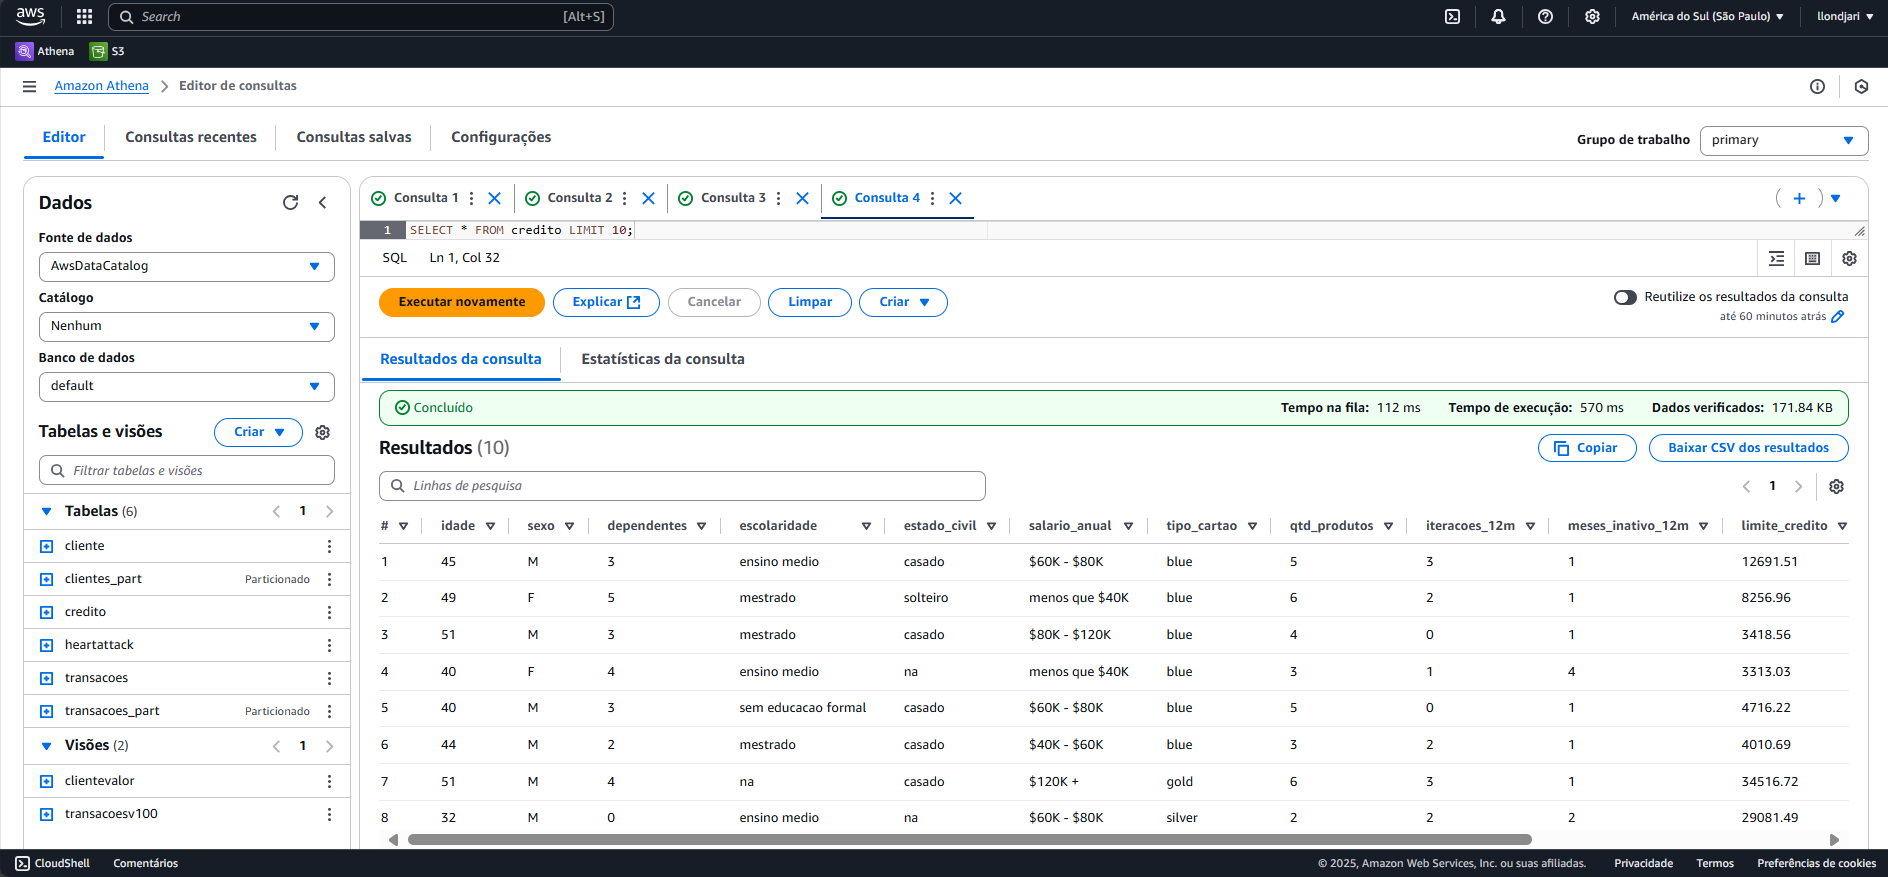 aws Search [Alt+S] América do Sul (São Paulo) llondjari
Athena S3
Amazon Athena Editor de consultas
Editor Consultas recentes Consultas salvas Configurações
Grupo de trabalho primary
Dados
Fonte de dados
AwsDataCatalog
Catálogo
Nenhum
Banco de dados
default
Tabelas e visões Criar
Filtrar tabelas e visões
Tabelas (6) 1
cliente
clientes_part Particionado
credito
heartattack
transacoes
transacoes_part Particionado
Visões (2) 1
clientevalor
transacoesv100
Consulta 1 Consulta 2 Consulta 3 Consulta 4
1 SELECT * FROM credito LIMIT 10;
SQL Ln 1, Col 32
Executar novamente Explicar Cancelar Limpar Criar
Reutilize os resultados da consulta
até 60 minutos atrás
Resultados da consulta Estatísticas da consulta
Concluído Tempo na fila: 112 ms Tempo de execução: 570 ms Dados verificados: 171.84 KB
Resultados (10) Copiar Baixar CSV dos resultados
Linhas de pesquisa 1
# idade sexo dependentes escolaridade estado_civil salario_anual tipo_cartao qtd_produtos iteracoes_12m meses_inativo_12m limite_credito
1 45 M 3 ensino medio casado $60K - $80K blue 5 3 1 12691.51
2 49 F 5 mestrado solteiro menos que $40K blue 6 2 1 8256.96
3 51 M 3 mestrado casado $80K - $120K blue 4 0 1 3418.56
4 40 F 4 ensino medio na menos que $40K blue 3 1 4 3313.03
5 40 M 3 sem educacao formal casado $60K - $80K blue 5 0 1 4716.22
6 44 M 2 mestrado casado $40K - $60K blue 3 2 1 4010.69
7 51 M 4 na casado $120K + gold 6 3 1 34516.72
8 32 M 0 ensino medio na $60K - $80K silver 2 2 2 29081.49
CloudShell Comentários © 2025, Amazon Web Services, Inc. ou suas afiliadas. Privacidade Termos Preferências de cookies